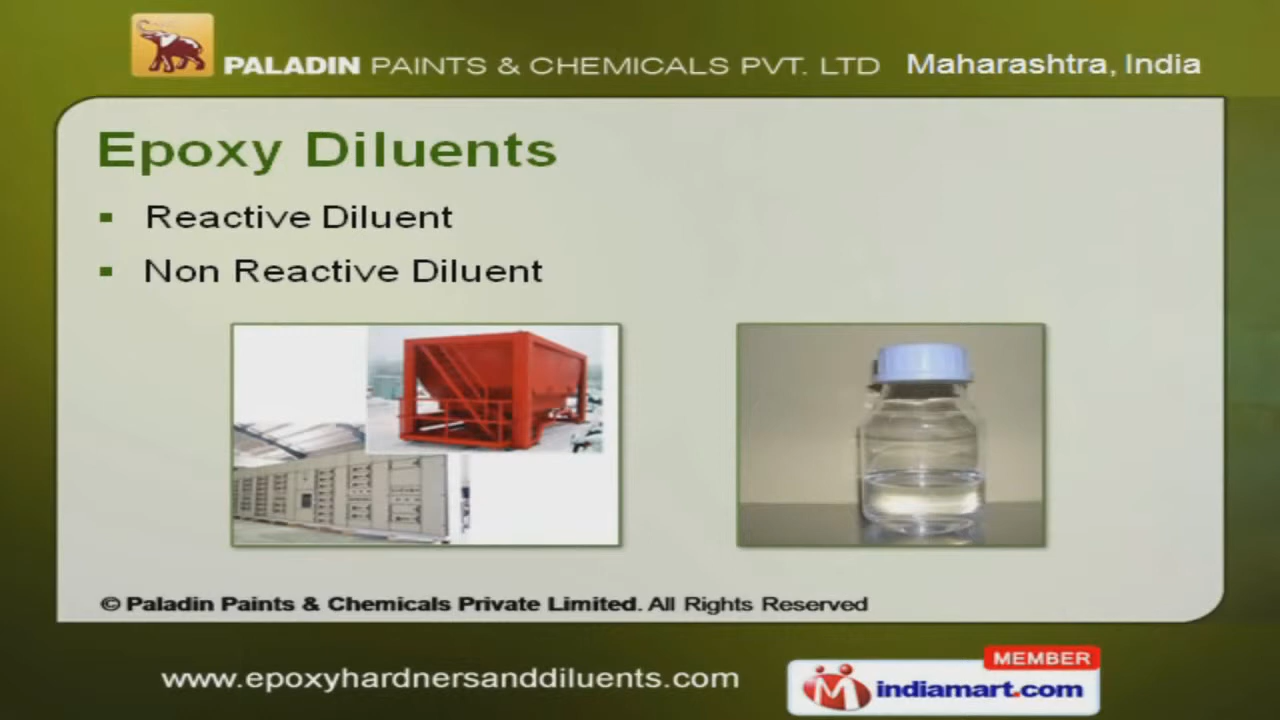 PALADIN PAINTS & CHEMICALS PVT. LTD Maharashtra, India
Epoxy Diluents
▪ Reactive Diluent
▪ Non Reactive Diluent
© Paladin Paints & Chemicals Private Limited. All Rights Reserved
www.epoxyhardnersanddiluents.com
MEMBER
indiamart.com